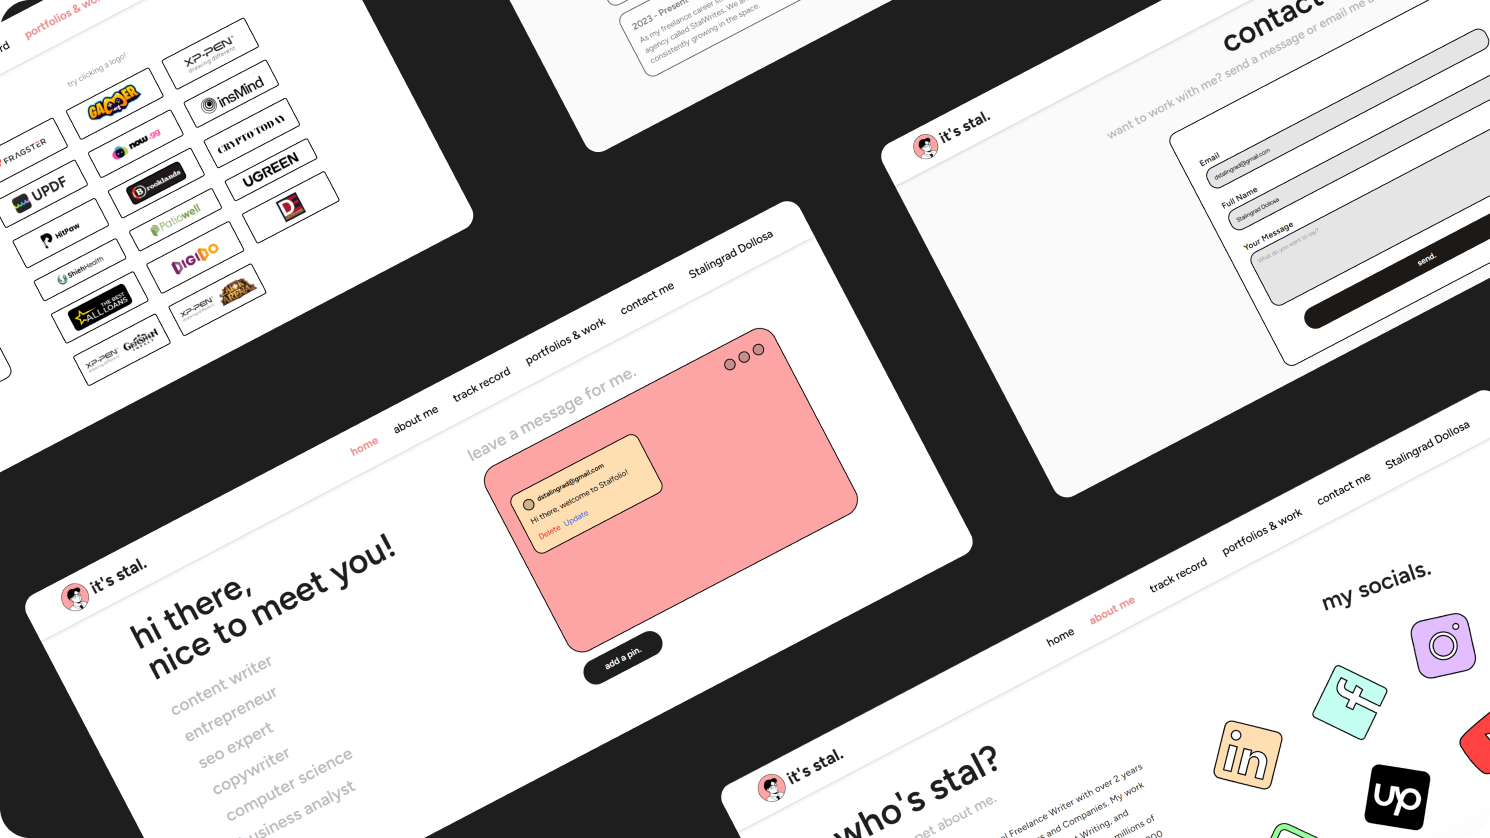 portfolios & wo
try clicking a logo!
FRAGSTER
GAMER
XP-PEN
drawing different
UPDF
now.gg
insMind
HitPaw
Brooklands
CRYPTO TODAY
ShiehHealth
Patiowell
UGREEN
THE BEST
ALL LOANS
DIGIDO
DE
XP-PEN
GENSHIN
XP-PEN
drawing different
ARENA
2023 - Present
As my freelance career
agency called StalWrites. We
consistently growing in the space.
contact
want to work with me? send a message or email me a
it's stal.
Email
dstalingrad@gmail.com
Full Name
Stalingrad Dollosa
Your Message
What do you want to say?
send.
home
about me
track record
portfolios & work
contact me
Stalingrad Dollosa
it's stal.
hi there,
nice to meet you!
content writer
entrepreneur
seo expert
copywriter
computer science
business analyst
leave a message for me.
dstalingrad@gmail.com
Hi there, welcome to Stalfolio!
Delete Update
add a pin.
home
about me
track record
portfolios & work
contact me
Stalingrad Dollosa
it's stal.
who's stal?
about me.
Freelance Writer with over 2 years
and Companies. My work
Writing, and
millions of
my socials.
in
f
up